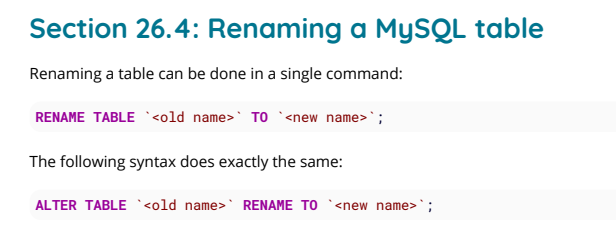 Section 26.4: Renaming a MySQL table
Renaming a table can be done in a single command:
RENAME TABLE `<old name>` TO `<new name>`;
The following syntax does exactly the same:
ALTER TABLE `<old name>` RENAME TO `<new name>`;